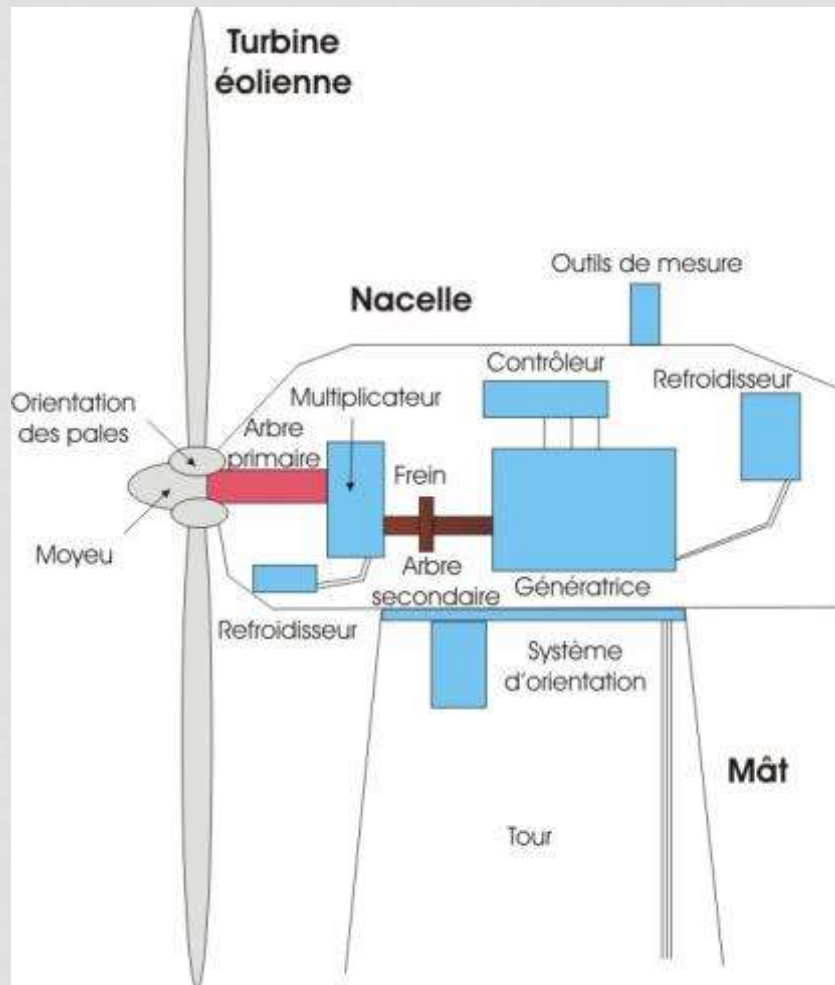 Turbine
éolienne
Outils de mesure
Nacelle
Contrôleur
Refroidisseur
Multiplicateur
Orientation
des pales
Arbre
primaire
Frein
Moyeu
Arbre
secondaire
Génératrice
Refroidisseur
Système
d'orientation
Mât
Tour